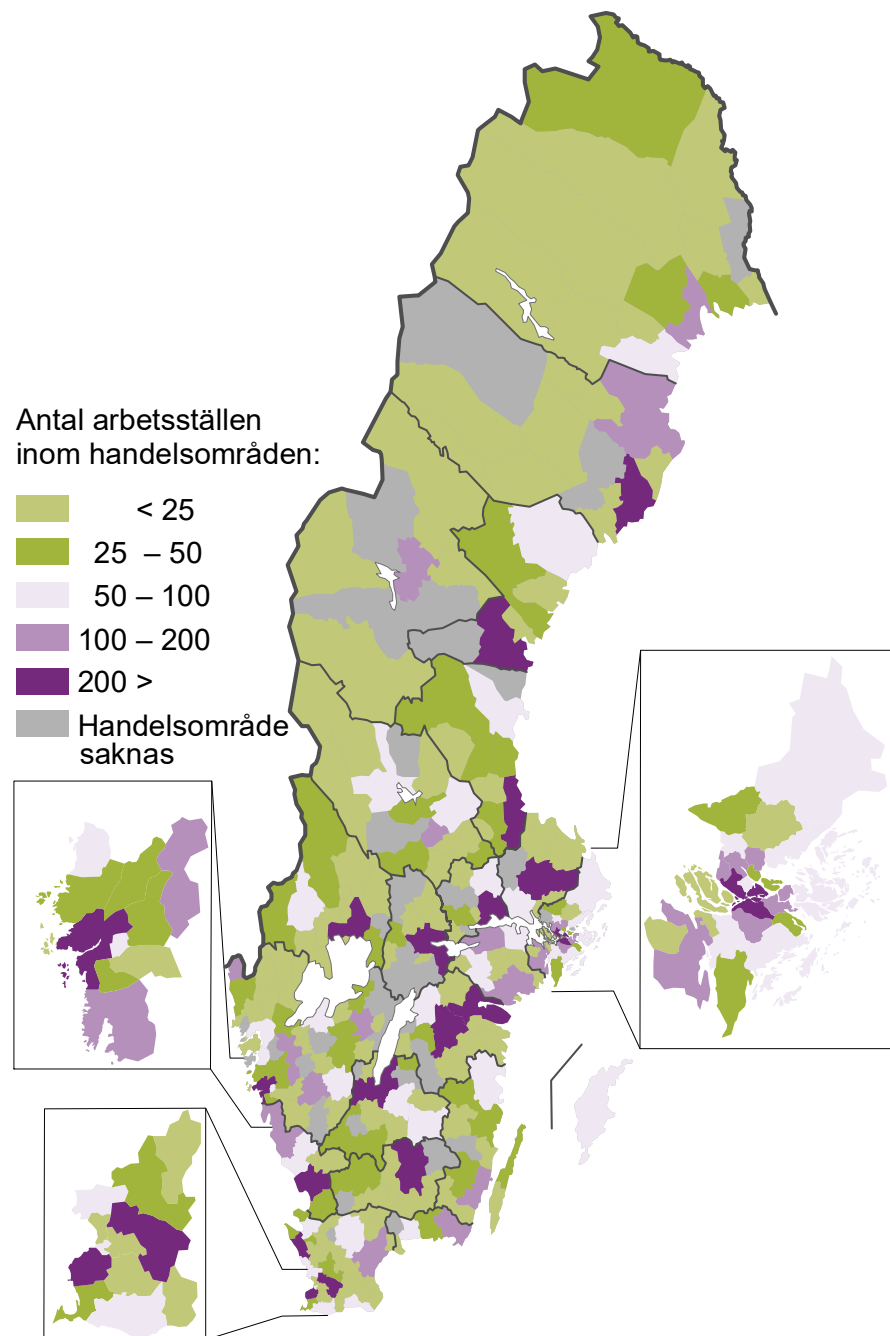 Antal arbetsställen
inom handelsområden:
< 25
25 – 50
50 – 100
100 – 200
200 >
Handelsområde
saknas